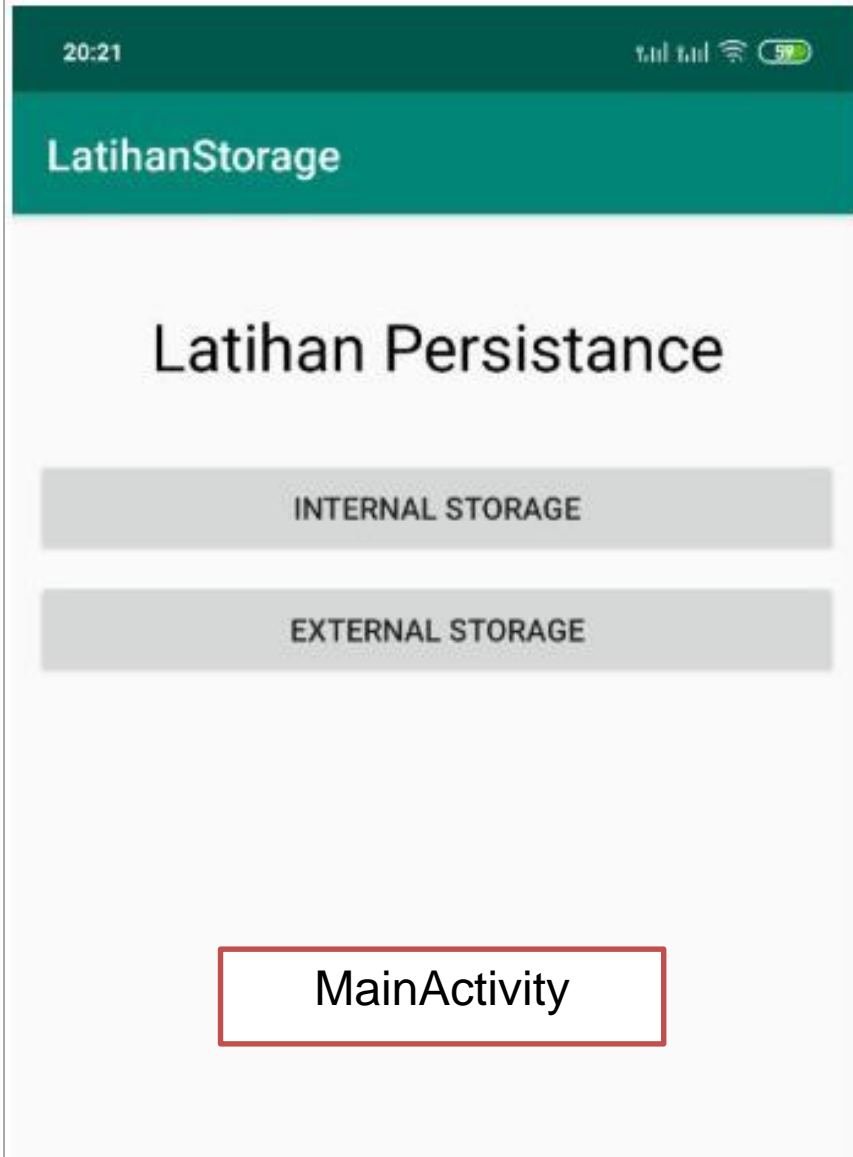 20:21
59
LatihanStorage
Latihan Persistance
INTERNAL STORAGE
EXTERNAL STORAGE
MainActivity